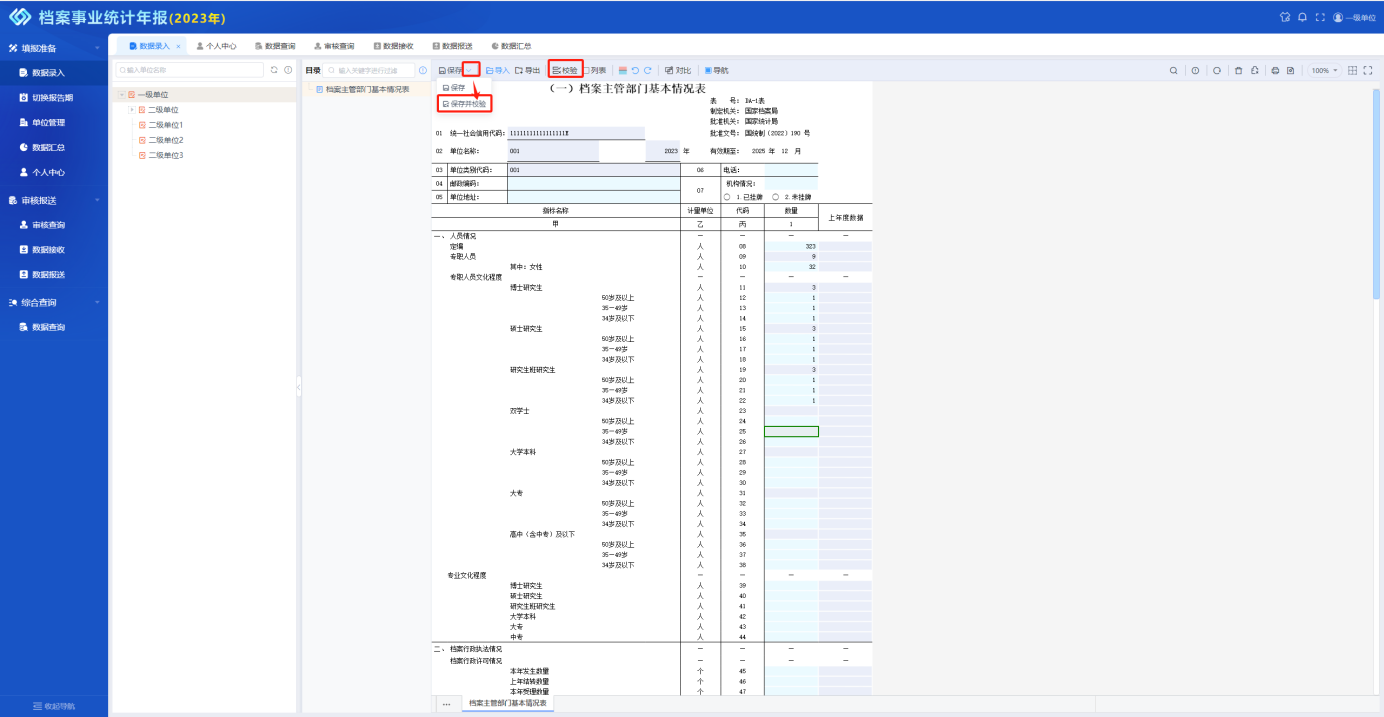 档案事业统计年报(2023年)
一级单位
填报准备
数据录入
切换报告期
单位管理
数据汇总
个人中心
审核报送
审核查询
数据接收
数据报送
综合查询
数据查询
收起导航
数据录入 ×
个人中心
数据查询
审核查询
数据接收
数据报送
数据汇总
输入单位名称
一级单位
二级单位
二级单位1
二级单位2
二级单位3
目录
输入关键字进行过滤
档案主管部门基本情况表
保存
导入
导出
校验
列表
对比
导航
100%
保存
保存并校验
（一）档案主管部门基本情况表
表 号: DA-1表
制定机关: 国家档案局
批准机关: 国家统计局
01 统一社会信用代码: 11111111111111111X 批准文号: 国统制（2022）190 号
02 单位名称: 001 2023 年 有效期至: 2025 年 12 月
03 单位类别代码: 001 06 电话:
04 邮政编码: 07 机构情况:
05 单位地址: 1.已挂牌 2.未挂牌
指标名称 计量单位 代码 数量 上年度数据
甲 乙 丙 1
一、人员情况 — — — —
定编 人 08 323
专职人员 人 09 9
其中: 女性 人 10 32
专职人员文化程度 — — — —
博士研究生 人 11 3
50岁及以上 人 12 1
35—49岁 人 13 1
34岁及以下 人 14 1
硕士研究生 人 15 3
50岁及以上 人 16 1
35—49岁 人 17 1
34岁及以下 人 18 1
研究生班研究生 人 19 3
50岁及以上 人 20 1
35—49岁 人 21 1
34岁及以下 人 22 1
双学士 人 23
50岁及以上 人 24
35—49岁 人 25
34岁及以下 人 26
大学本科 人 27
50岁及以上 人 28
35—49岁 人 29
34岁及以下 人 30
大专 人 31
50岁及以上 人 32
35—49岁 人 33
34岁及以下 人 34
高中（含中专）及以下 人 35
50岁及以上 人 36
35—49岁 人 37
34岁及以下 人 38
专业文化程度 — — — —
博士研究生 人 39
硕士研究生 人 40
研究生班研究生 人 41
大学本科 人 42
大专 人 43
中专 人 44
二、档案行政执法情况 — — — —
档案行政许可情况 — — — —
本年发生数量 个 45
上年结转数量 个 46
本年受理数量 个 47
... 档案主管部门基本情况表